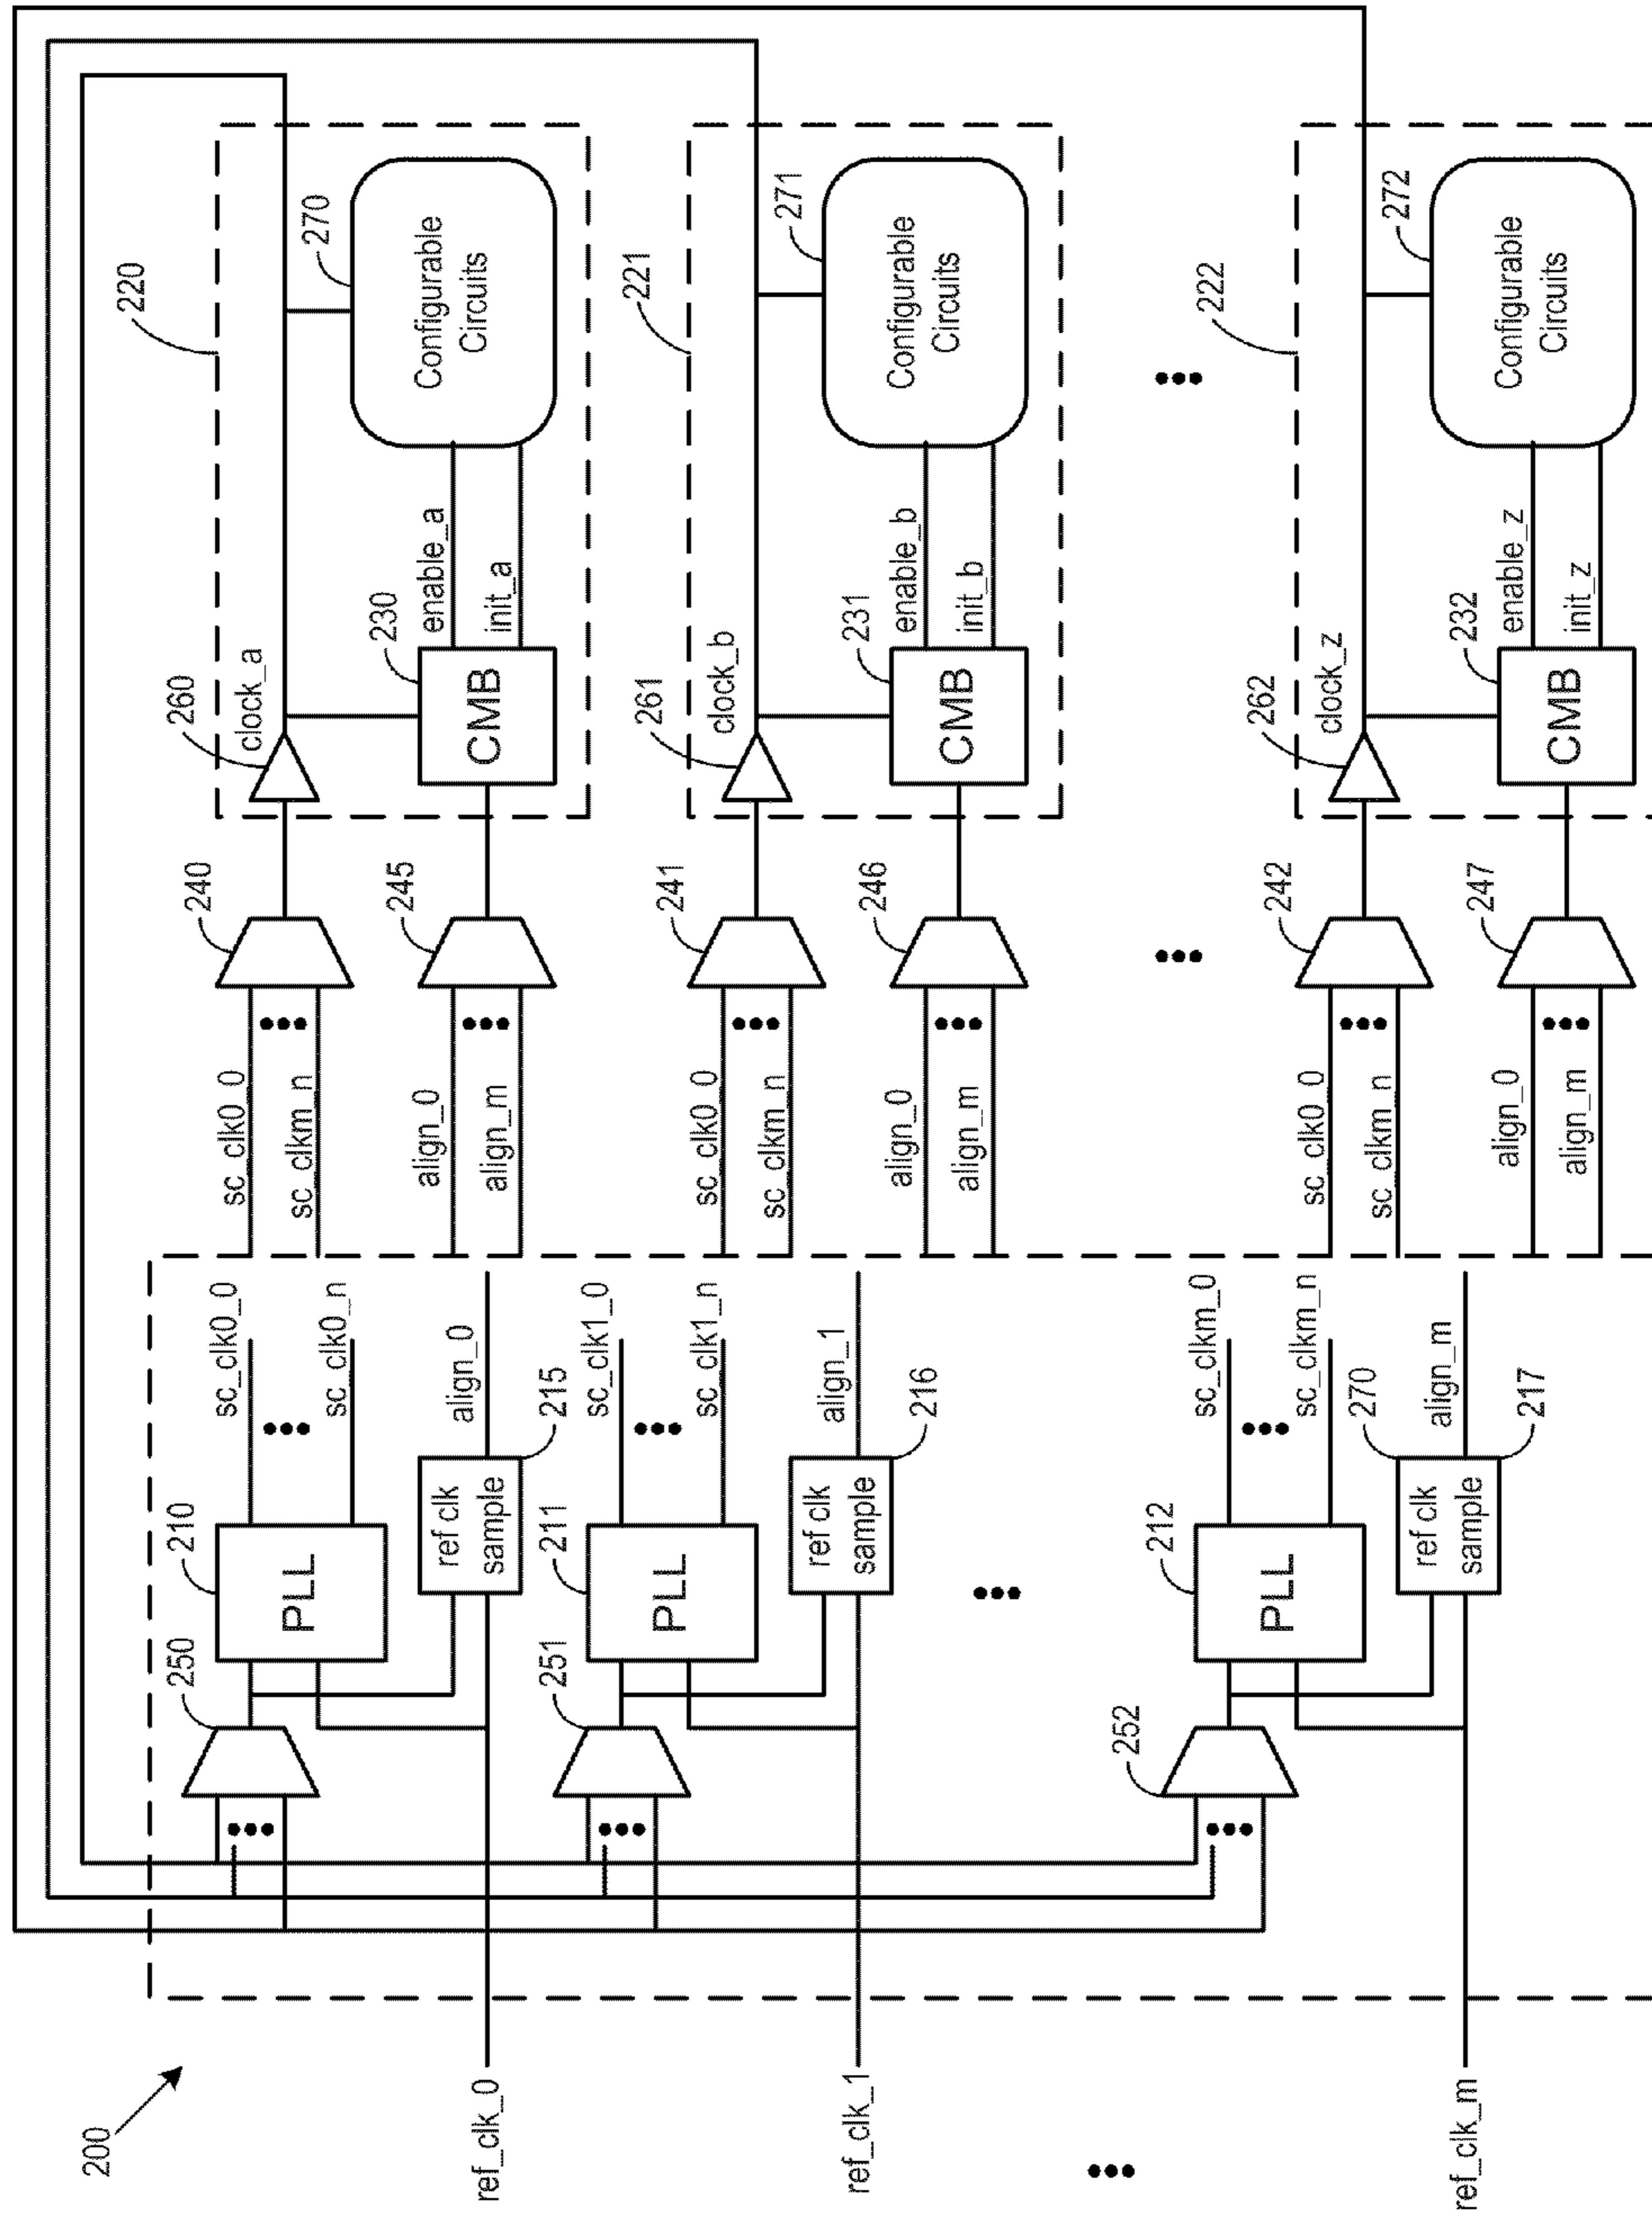 200
ref_clk_0
ref_clk_1
ref_clk_m
250
210
PLL
sc_clk0_0
sc_clk0_n
ref clk
sample
215
align_0
251
211
PLL
sc_clk1_0
sc_clk1_n
ref clk
sample
216
align_1
252
212
PLL
sc_clkm_0
sc_clkm_n
270
ref clk
sample
217
align_m
sc_clk0_0
sc_clkm_n
240
align_0
align_m
245
sc_clk0_0
sc_clkm_n
241
align_0
align_m
246
sc_clk0_0
sc_clkm_n
242
align_0
align_m
247
220
260
clock_a
230
CMB
enable_a
init_a
270
Configurable
Circuits
221
261
clock_b
231
CMB
enable_b
init_b
271
Configurable
Circuits
222
262
clock_z
232
CMB
enable_z
init_z
272
Configurable
Circuits